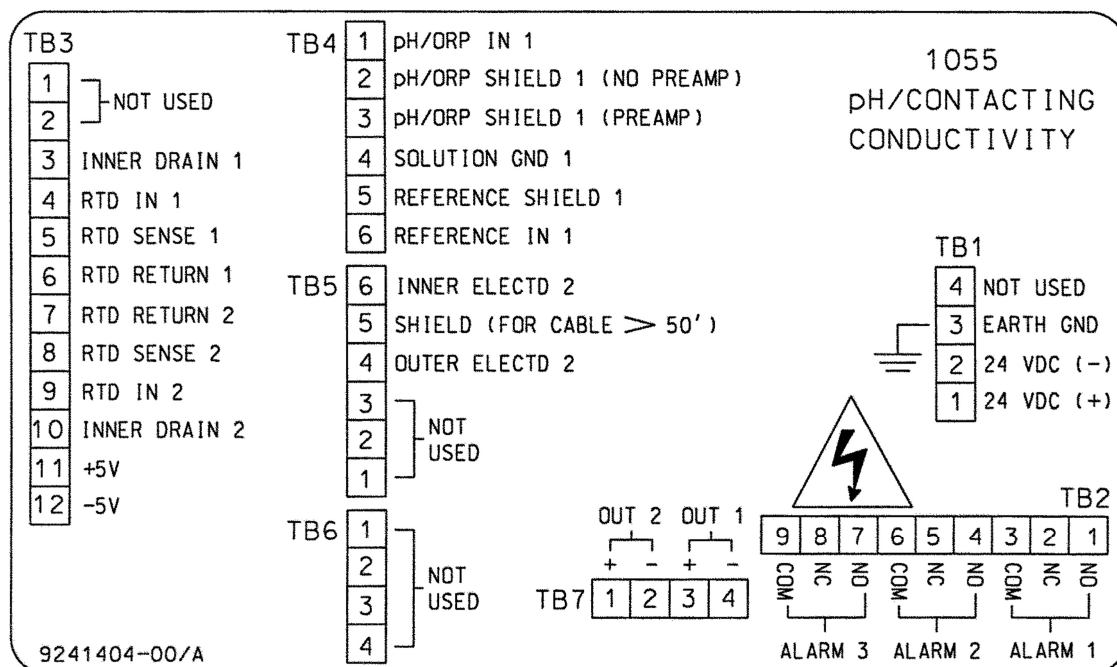 TB3
1
2
NOT USED
3 INNER DRAIN 1
4 RTD IN 1
5 RTD SENSE 1
6 RTD RETURN 1
7 RTD RETURN 2
8 RTD SENSE 2
9 RTD IN 2
10 INNER DRAIN 2
11 +5V
12 -5V
TB4
1 pH/ORP IN 1
2 pH/ORP SHIELD 1 (NO PREAMP)
3 pH/ORP SHIELD 1 (PREAMP)
4 SOLUTION GND 1
5 REFERENCE SHIELD 1
6 REFERENCE IN 1
TB5
6 INNER ELECTD 2
5 SHIELD (FOR CABLE > 50')
4 OUTER ELECTD 2
3
2
1
NOT
USED
TB6
1
2
3
4
NOT
USED
1055
pH/CONTACTING
CONDUCTIVITY
TB1
4 NOT USED
3 EARTH GND
2 24 VDC (-)
1 24 VDC (+)
OUT 2 OUT 1
+ - + -
TB7 1 2 3 4
TB2
9 8 7 6 5 4 3 2 1
COM NC NO COM NC NO COM NC NO
ALARM 3 ALARM 2 ALARM 1
9241404-00/A